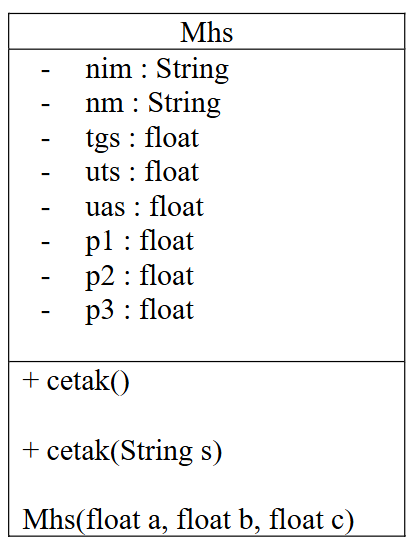 Mhs
- nim : String
- nm : String
- tgs : float
- uts : float
- uas : float
- p1 : float
- p2 : float
- p3 : float
+ cetak()
+ cetak(String s)
Mhs(float a, float b, float c)